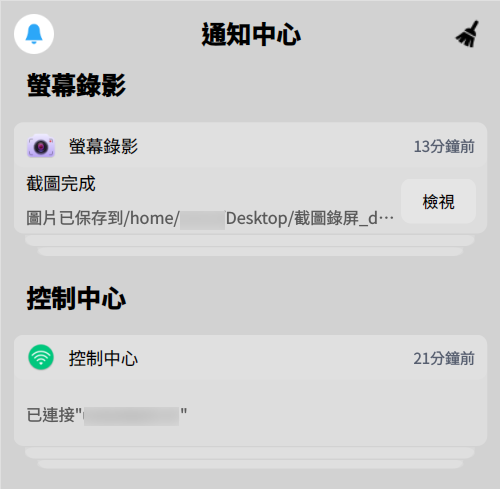 通知中心
螢幕錄影
螢幕錄影
13分鐘前
截圖完成
圖片已保存到/home/ Desktop/截圖錄屏_d…
檢視
控制中心
控制中心
21分鐘前
已連接" "